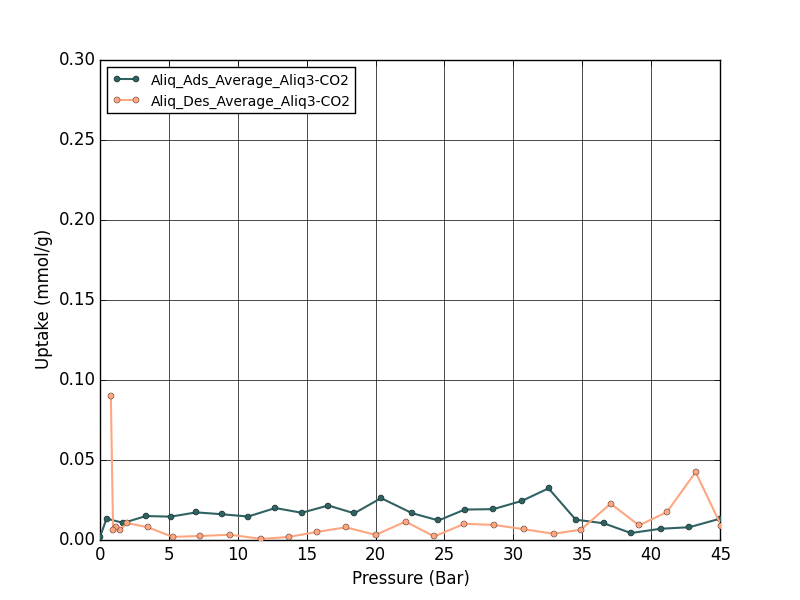 0.30
0.25
0.20
0.15
0.10
0.05
0.00
Uptake (mmol/g)
Aliq_Ads_Average_Aliq3-CO2
Aliq_Des_Average_Aliq3-CO2
0 5 10 15 20 25 30 35 40 45
Pressure (Bar)